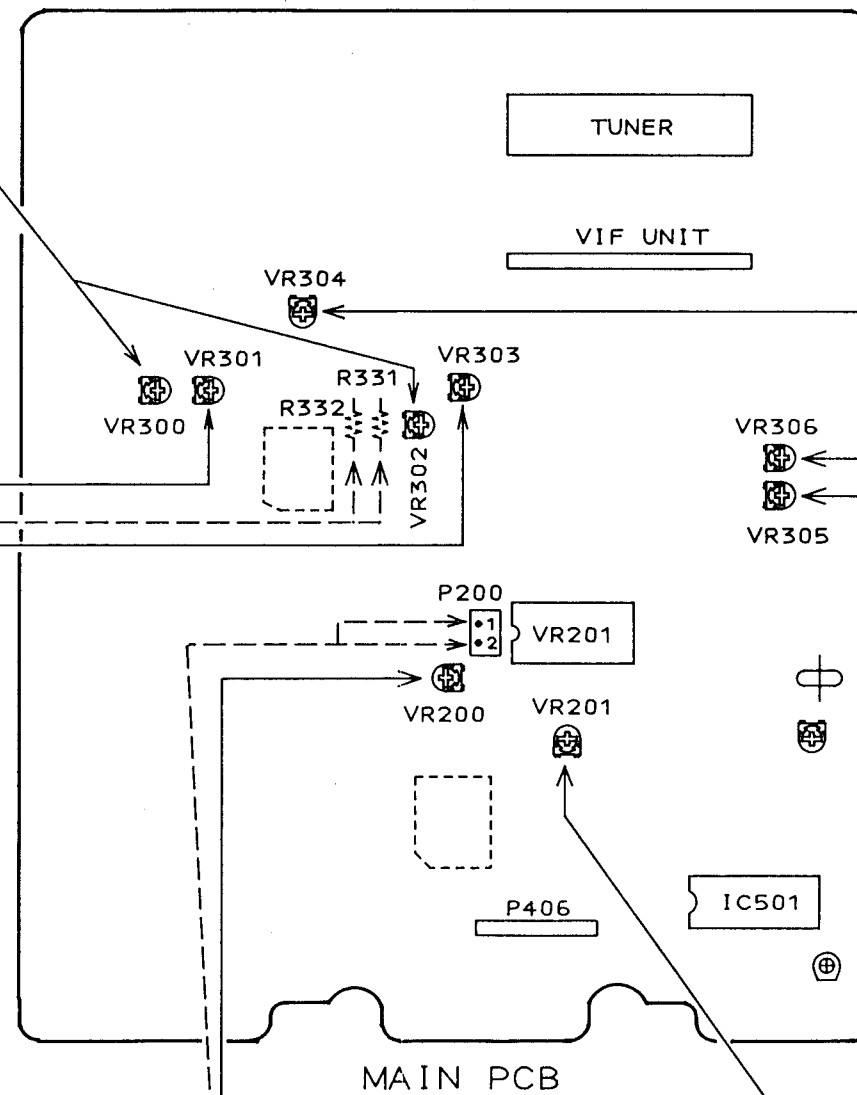 TUNER
VIF UNIT
VR304
VR301
VR303
R331
R332
VR300
VR302
VR306
VR305
P200
1
2
VR201
VR200
VR201
IC501
P406
MAIN PCB